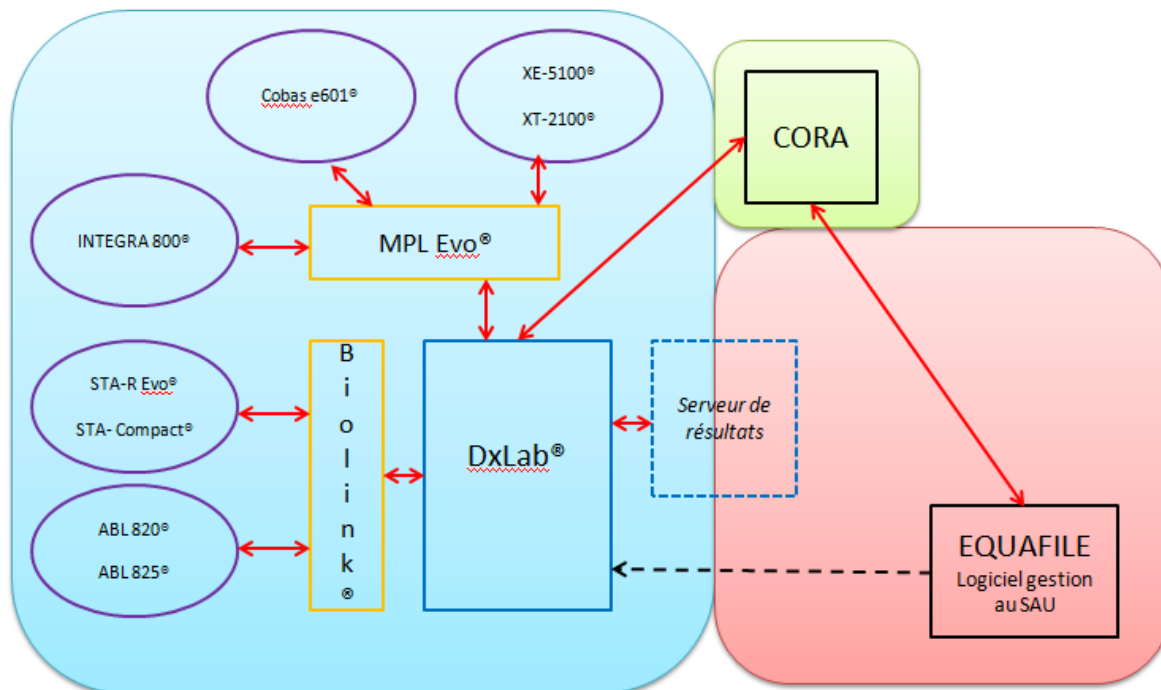 Cobas e601®
XE-5100®
XT-2100®
CORA
INTEGRA 800®
MPL Evo®
STA-R Evo®
STA- Compact®
Biolink®
DxLab®
Serveur de
résultats
ABL 820®
ABL 825®
EQUAFILE
Logiciel gestion
au SAU